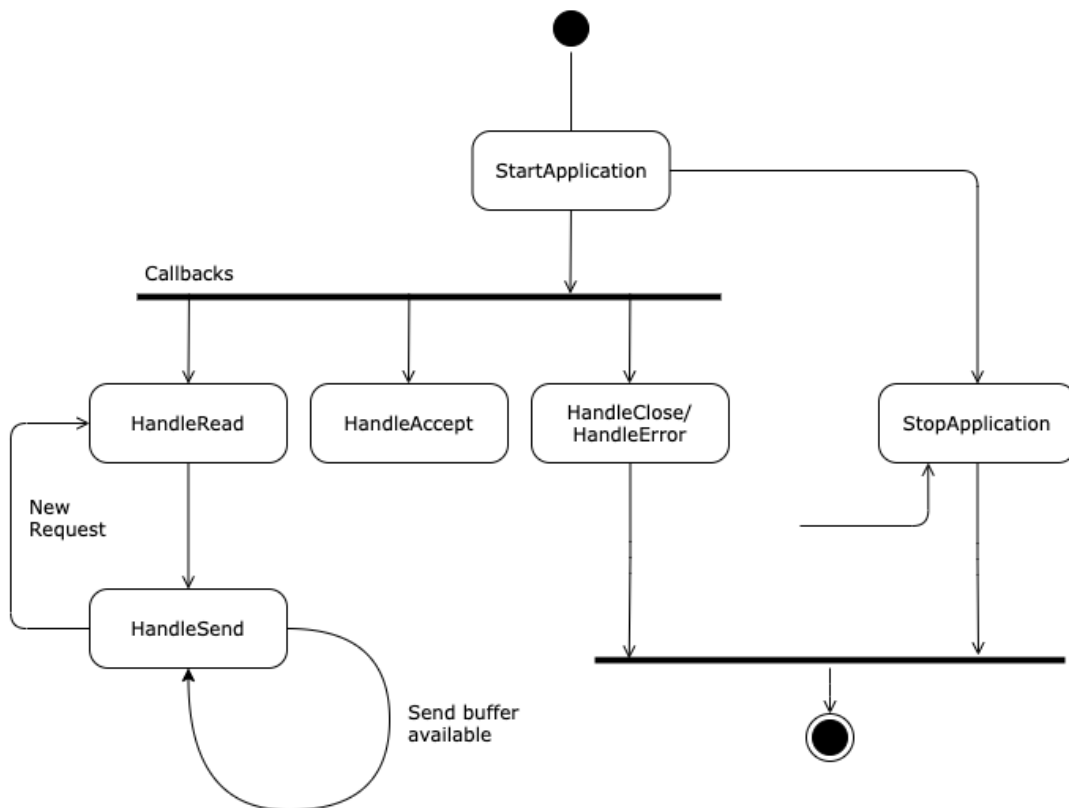 StartApplication
Callbacks
HandleRead
HandleAccept
HandleClose/
HandleError
StopApplication
New
Request
HandleSend
Send buffer
available